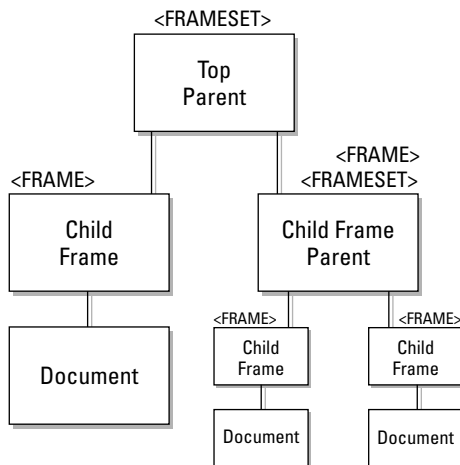 <FRAMESET>
Top
Parent
<FRAME>
<FRAME>
<FRAMESET>
Child
Frame
Child Frame
Parent
<FRAME>
<FRAME>
Child
Frame
Child
Frame
Document
Document
Document